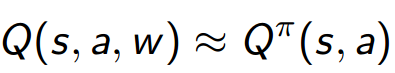 Q(s, a, w) ≈ Q^π(s, a)